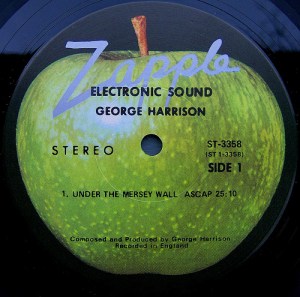 Zapple
ELECTRONIC SOUND
GEORGE HARRISON
STEREO
ST-3358
(ST 1-3358)
SIDE 1
1. UNDER THE MERSEY WALL ASCAP 25:10
Composed and Produced by George Harrison
Recorded in England